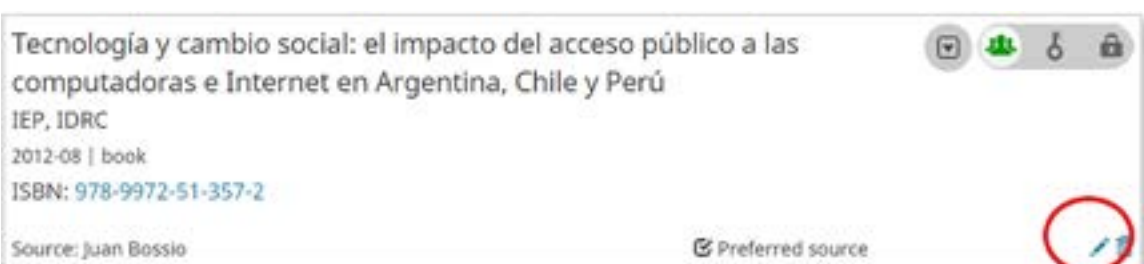 Tecnología y cambio social: el impacto del acceso público a las
computadoras e Internet en Argentina, Chile y Perú
IEP, IDRC
2012-08 | book
ISBN: 978-9972-51-357-2
Source: Juan Bossio Preferred source